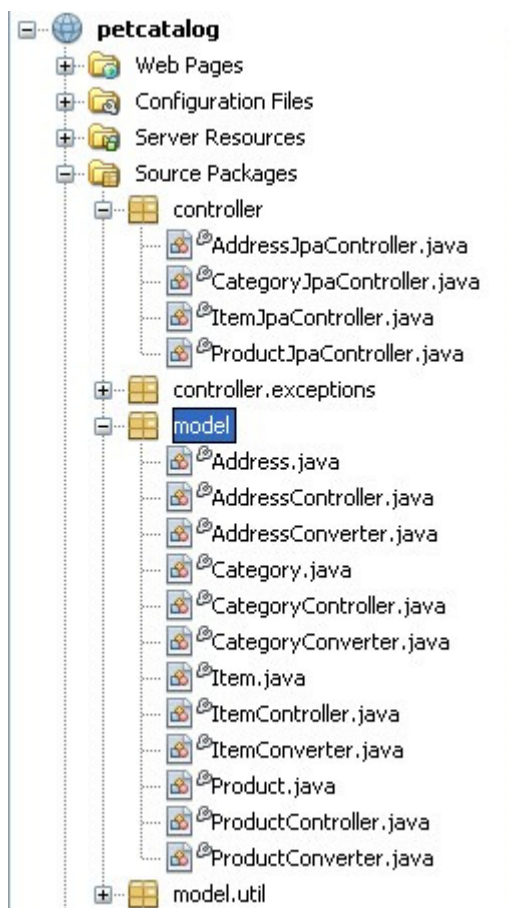 petcatalog
Web Pages
Configuration Files
Server Resources
Source Packages
controller
AddressJpaController.java
CategoryJpaController.java
ItemJpaController.java
ProductJpaController.java
controller.exceptions
model
Address.java
AddressController.java
AddressConverter.java
Category.java
CategoryController.java
CategoryConverter.java
Item.java
ItemController.java
ItemConverter.java
Product.java
ProductController.java
ProductConverter.java
model.util